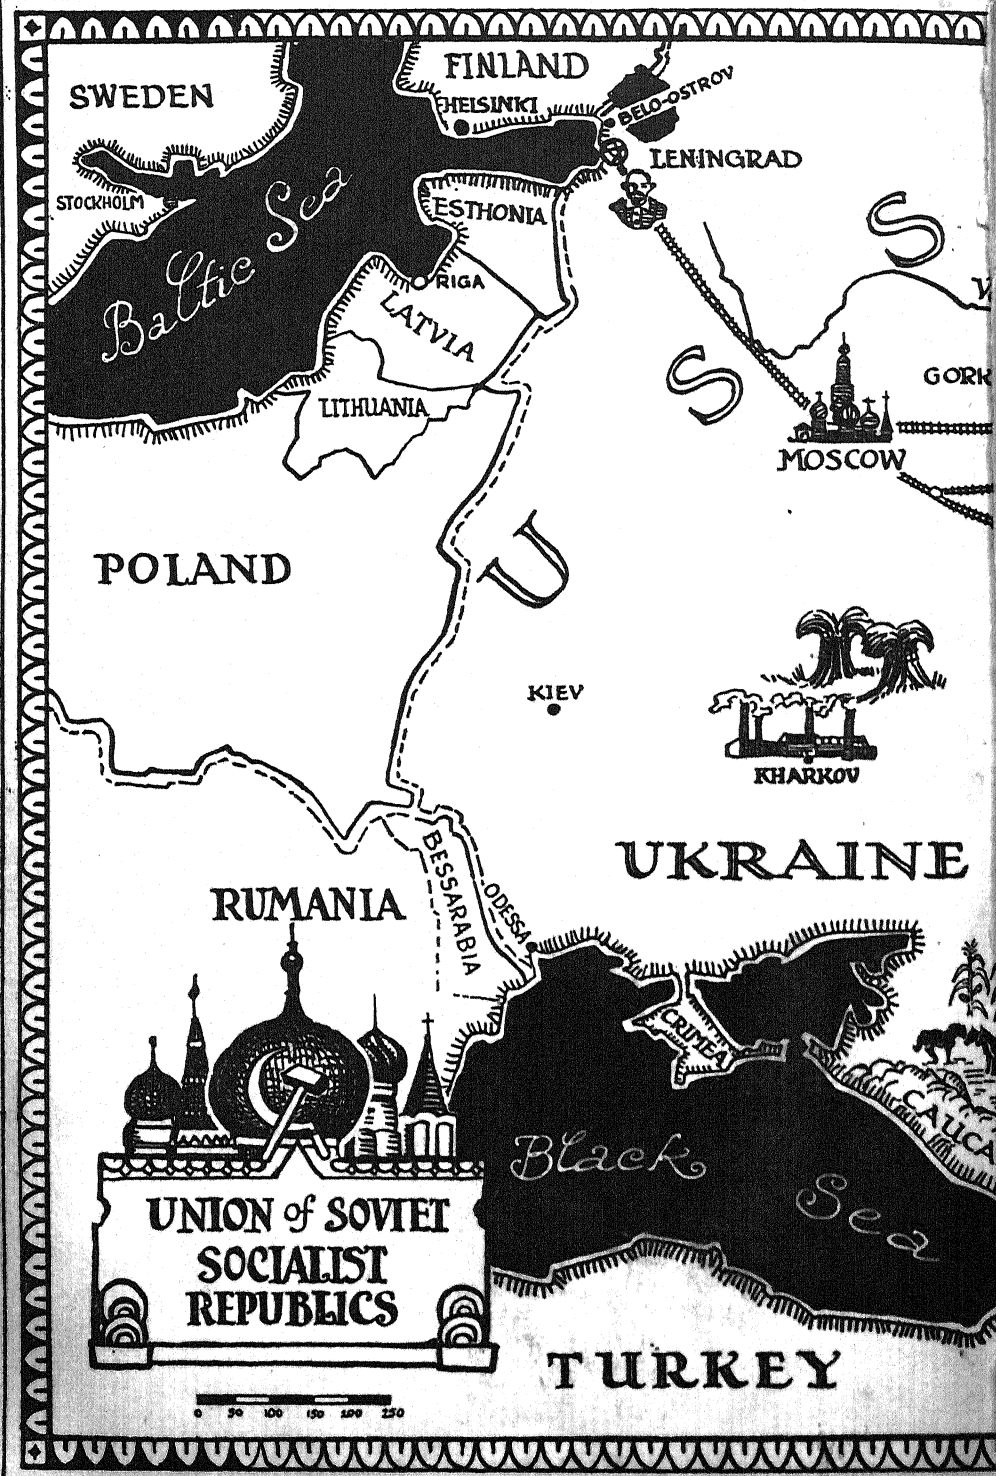 SWEDEN
FINLAND
HELSINKI
BELO-OSTROV
LENINGRAD
STOCKHOLM
Baltic Sea
ESTHONIA
RIGA
LATVIA
LITHUANIA
S
S
U
GORK
MOSCOW
POLAND
KIEV
KHARKOV
UKRAINE
RUMANIA
BESSARABIA
ODESSA
CRIMEA
CAUCA
Black Sea
UNION of SOVIET
SOCIALIST
REPUBLICS
TURKEY
0 50 100 150 200 250